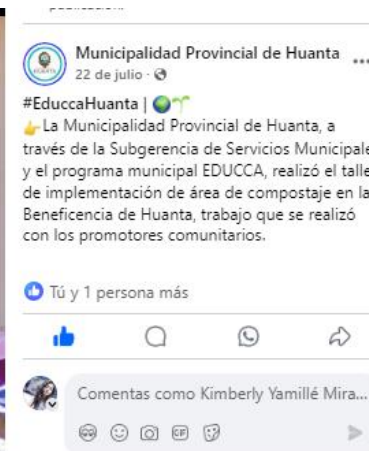 Municipalidad Provincial de Huanta
22 de julio
#EduccaHuanta |
La Municipalidad Provincial de Huanta, a
través de la Subgerencia de Servicios Municipale
y el programa municipal EDUCCA, realizó el talle
de implementación de área de compostaje en la
Beneficencia de Huanta, trabajo que se realizó
con los promotores comunitarios.
Tú y 1 persona más
Comentas como Kimberly Yamillé Mira...
GIF